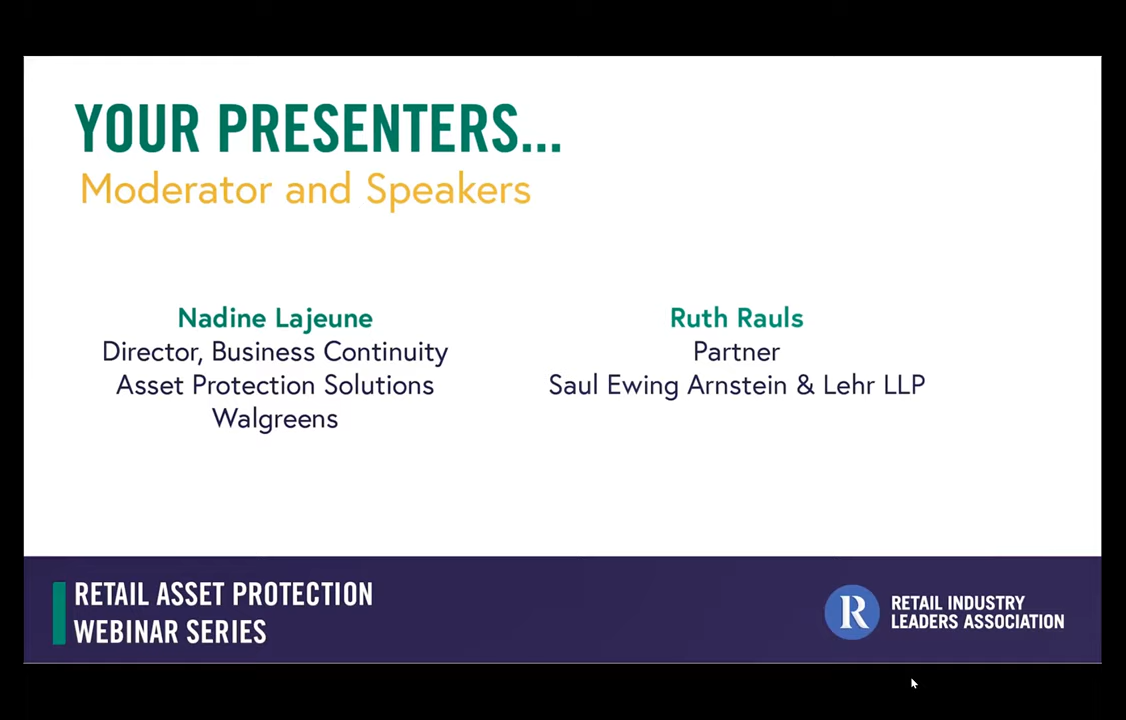 YOUR PRESENTERS...
Moderator and Speakers
Nadine Lajeune
Director, Business Continuity
Asset Protection Solutions
Walgreens
Ruth Rauls
Partner
Saul Ewing Arnstein & Lehr LLP
RETAIL ASSET PROTECTION
WEBINAR SERIES
R
RETAIL INDUSTRY
LEADERS ASSOCIATION